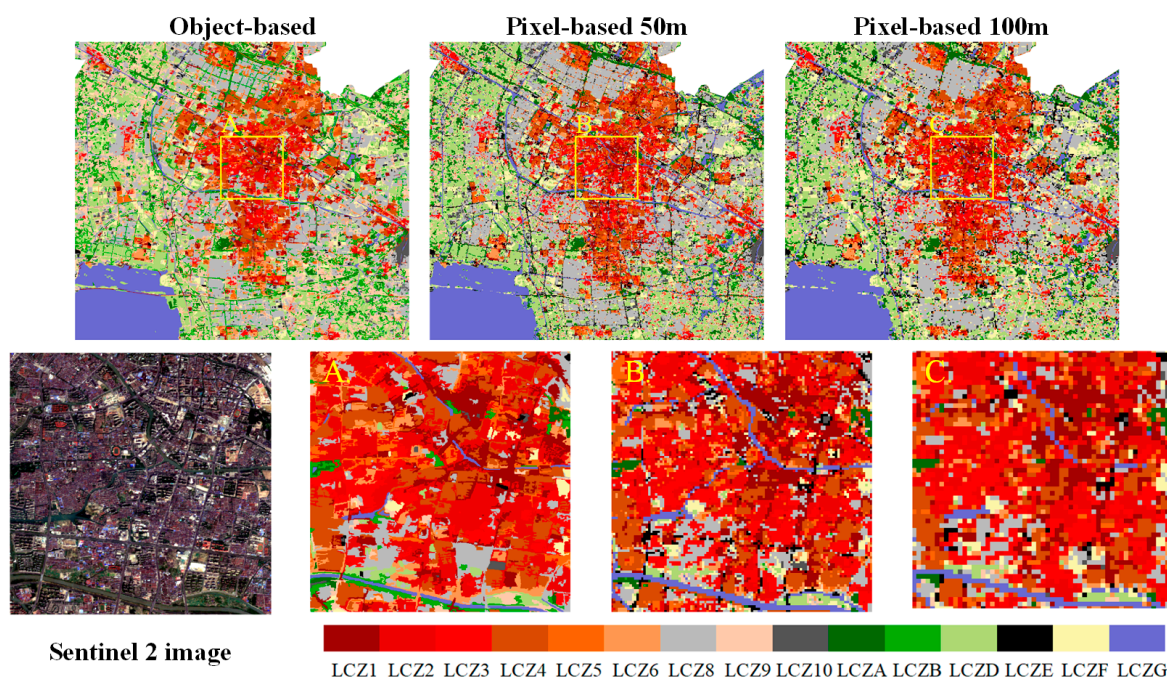 Object-based Pixel-based 50m Pixel-based 100m
A B C
A B C
Sentinel 2 image
LCZ1 LCZ2 LCZ3 LCZ4 LCZ5 LCZ6 LCZ8 LCZ9 LCZ10 LCZA LCZB LCZD LCZE LCZF LCZG